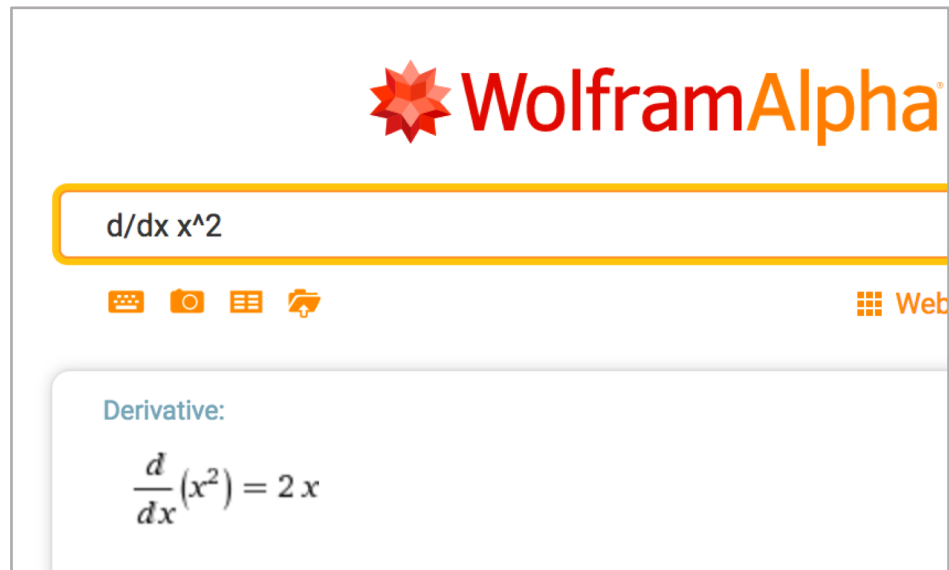 WolframAlpha
d/dx x^2
Web
Derivative:
d/dx (x²) = 2 x